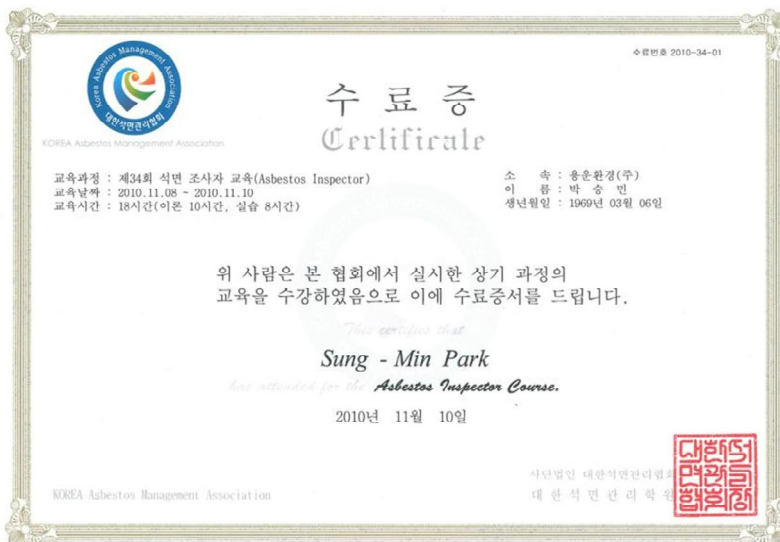 수료번호 2010-34-01
Korea Asbestos Management Association
대한석면관리협회
KOREA Asbestos Management Association
수 료 증
Certificate
교육과정 : 제34회 석면 조사자 교육(Asbestos Inspector)
교육날짜 : 2010.11.08 ~ 2010.11.10
교육시간 : 18시간(이론 10시간, 실습 8시간)
소 속 : 용운환경(주)
이 름 : 박 승 민
생년월일 : 1969년 03월 06일
위 사람은 본 협회에서 실시한 상기 과정의
교육을 수강하였음으로 이에 수료증서를 드립니다.
This certifies that
Sung - Min Park
has attended for the Asbestos Inspector Course.
2010년 11월 10일
사단법인 대한석면관리협회
대 한 석 면 관 리 학 원
KOREA Asbestos Management Association